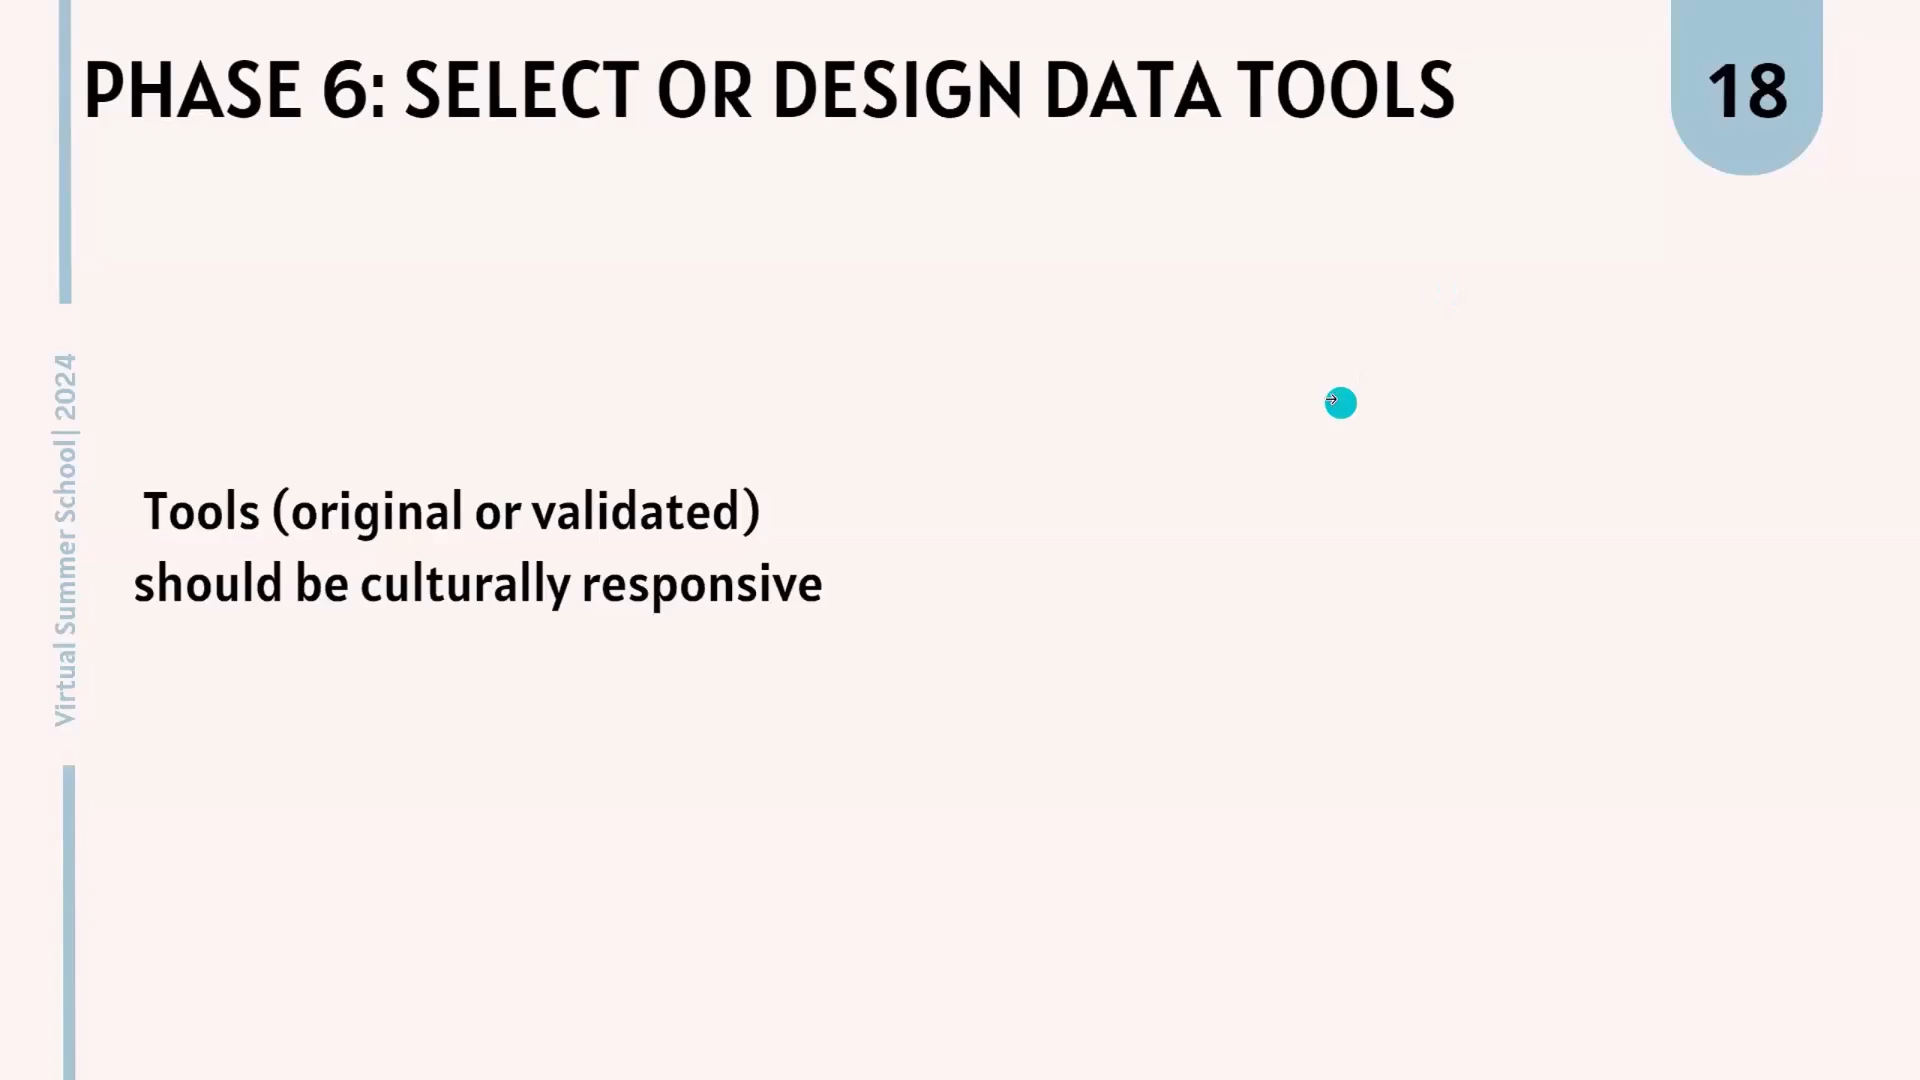 PHASE 6: SELECT OR DESIGN DATA TOOLS
18
Virtual Summer School| 2024
Tools (original or validated)
should be culturally responsive